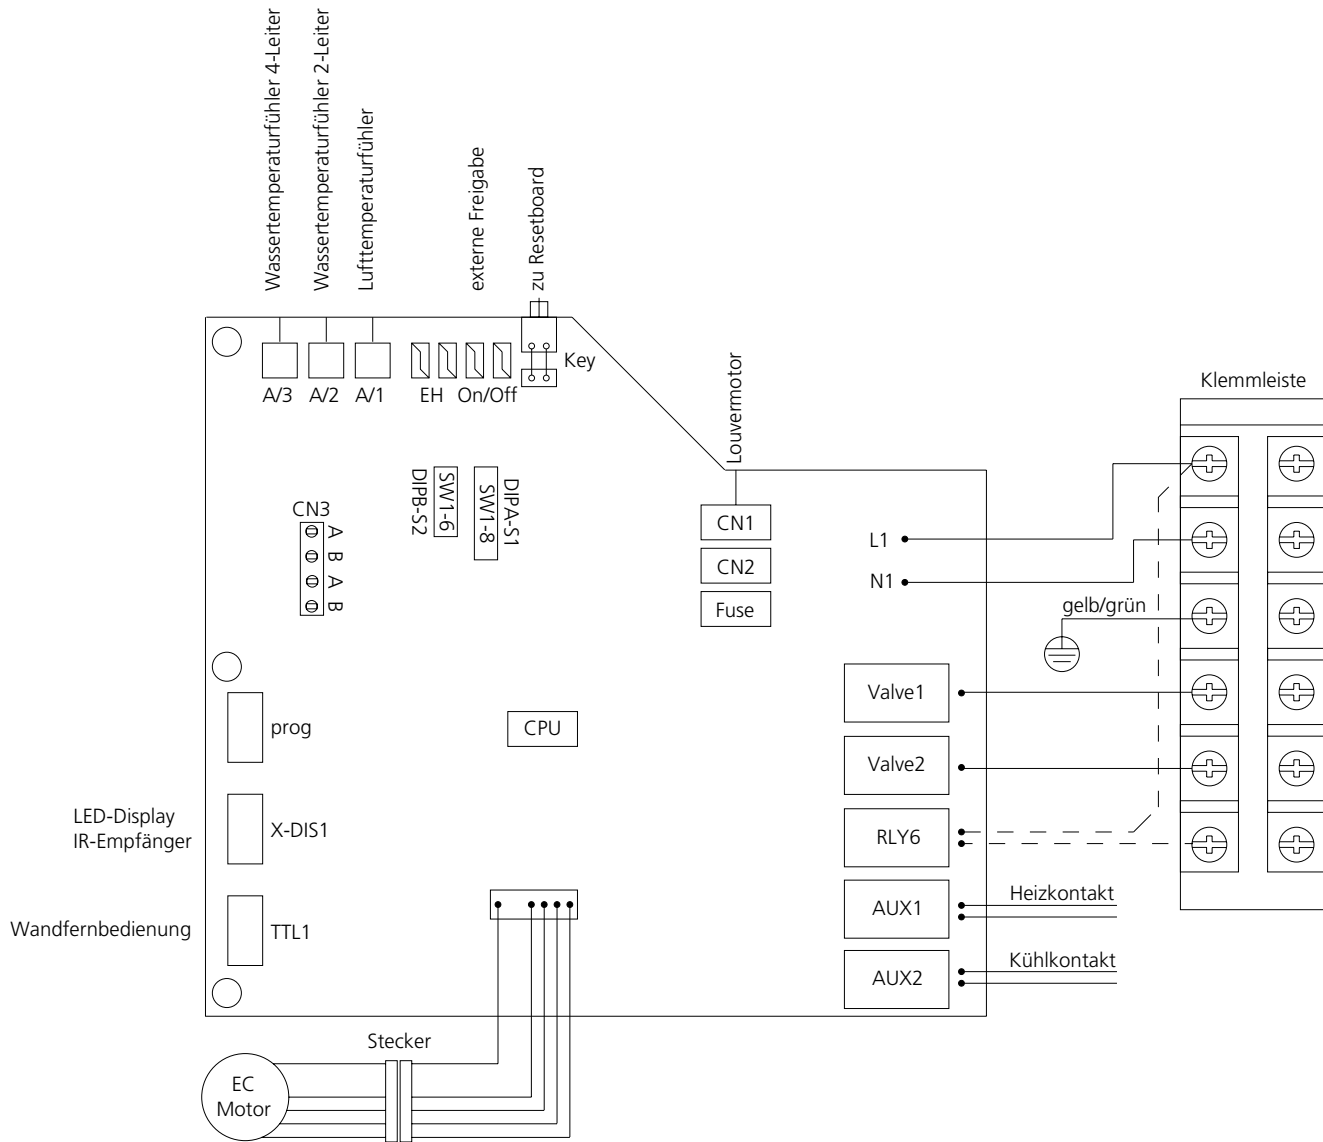 Wassertemperaturfühler 4-Leiter
Wassertemperaturfühler 2-Leiter
Lufttemperaturfühler
externe Freigabe
zu Resetboard
Key
A/3
A/2
A/1
EH
On/Off
Louvermotor
Klemmleiste
DIPB-S2
SW1-6
SW1-8
DIPA-S1
CN3
A
B
A
B
CN1
CN2
Fuse
L1
N1
gelb/grün
Valve1
Valve2
RLY6
AUX1
AUX2
Heizkontakt
Kühlkontakt
prog
CPU
LED-Display
IR-Empfänger
X-DIS1
Wandfernbedienung
TTL1
Stecker
EC
Motor